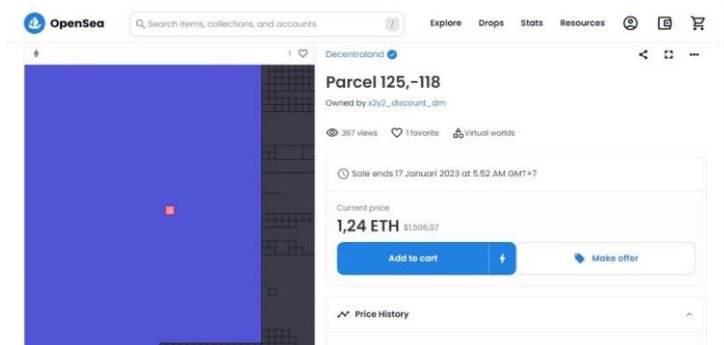 OpenSea
Search items, collections, and accounts
/
Explore Drops Stats Resources
1
Decentraland
Parcel 125,-118
Owned by x2y2_discount_dm
367 views 1 favorite Virtual worlds
Sale ends 17 Januari 2023 at 5.52 AM GMT+7
Current price
1,24 ETH $1.506,07
Add to cart
Make offer
Price History